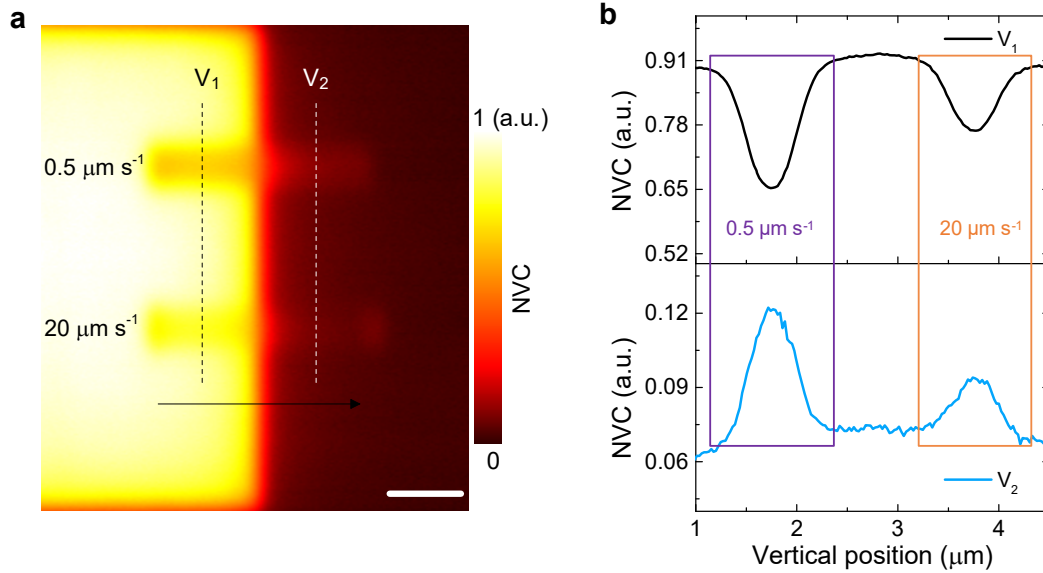 a
V₁
V₂
0.5 μm s⁻¹
20 μm s⁻¹
1 (a.u.)
NVC
0
b
V₁
0.91
0.78
0.65
0.52
NVC (a.u.)
0.5 μm s⁻¹
20 μm s⁻¹
0.12
0.09
0.06
NVC (a.u.)
V₂
1
2
3
4
Vertical position (μm)